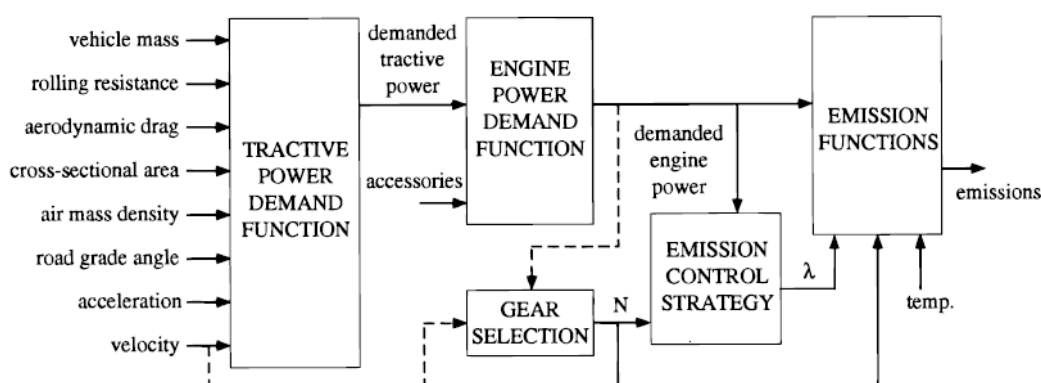 vehicle mass
rolling resistance
aerodynamic drag
cross-sectional area
air mass density
road grade angle
acceleration
velocity
TRACTIVE
POWER
DEMAND
FUNCTION
demanded
tractive
power
accessories
ENGINE
POWER
DEMAND
FUNCTION
demanded
engine
power
GEAR
SELECTION
N
EMISSION
CONTROL
STRATEGY
λ
temp.
EMISSION
FUNCTIONS
emissions